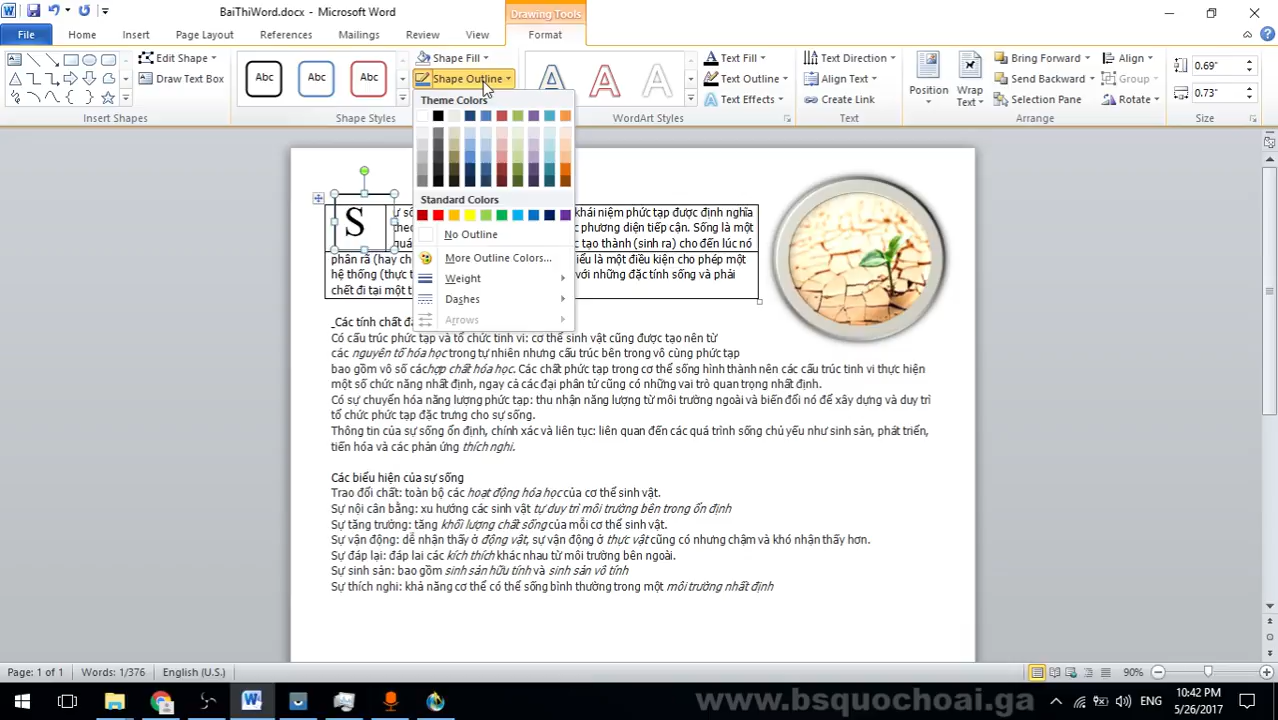 BaiThiWord.docx - Microsoft Word
Drawing Tools
File Home Insert Page Layout References Mailings Review View Format
Edit Shape
Draw Text Box
Insert Shapes
Abc Abc Abc
Shape Styles
Shape Fill
Shape Outline
Theme Colors
Standard Colors
No Outline
More Outline Colors...
Weight
Dashes
Arrows
WordArt Styles
Text Fill
Text Outline
Text Effects
Text Direction
Align Text
Create Link
Text
Position
Wrap Text
Bring Forward
Send Backward
Selection Pane
Align
Group
Rotate
Arrange
0.69"
0.73"
Size
S
khái niệm phức tạp được định nghĩa
phương diện tiếp cận. Sống là một
tạo thành (sinh ra) cho đến lúc nó
phân rã (hay là một điều kiện cho phép một
hệ thống với những đặc tính sống và phải
chết đi tại một
Các tính chất
Có cấu trúc phức tạp và tổ chức tinh vi: cơ thể sinh vật cũng được tạo nên từ
các nguyên tố hóa học trong tự nhiên nhưng cấu trúc bên trong vô cùng phức tạp
bao gồm vô số cáchợp chất hóa học. Các chất phức tạp trong cơ thể sống hình thành nên các cấu trúc tinh vi thực hiện
một số chức năng nhất định, ngay cả các đại phân tử cũng có những vai trò quan trọng nhất định.
Có sự chuyển hóa năng lượng phức tạp: thu nhận năng lượng từ môi trường ngoài và biến đổi nó để xây dựng và duy trì
tổ chức phức tạp đặc trưng cho sự sống.
Thông tin của sự sống ổn định, chính xác và liên tục: liên quan đến các quá trình sống chủ yếu như sinh sản, phát triển,
tiến hóa và các phản ứng thích nghi.
Các biểu hiện của sự sống
Trao đổi chất: toàn bộ các hoạt động hóa học của cơ thể sinh vật.
Sự nội cân bằng: xu hướng các sinh vật tự duy trì môi trường bên trong ổn định
Sự tăng trưởng: tăng khối lượng chất sống của mỗi cơ thể sinh vật.
Sự vận động: dễ nhận thấy ở động vật, sự vận động ở thực vật cũng có nhưng chậm và khó nhận thấy hơn.
Sự đáp lại: đáp lại các kích thích khác nhau từ môi trường bên ngoài.
Sự sinh sản: bao gồm sinh sản hữu tính và sinh sản vô tính
Sự thích nghi: khả năng cơ thể có thể sống bình thường trong một môi trường nhất định
Page: 1 of 1 Words: 1/376 English (U.S.) 90%
www.bsquochoai.ga
ENG
10:42 PM
5/26/2017